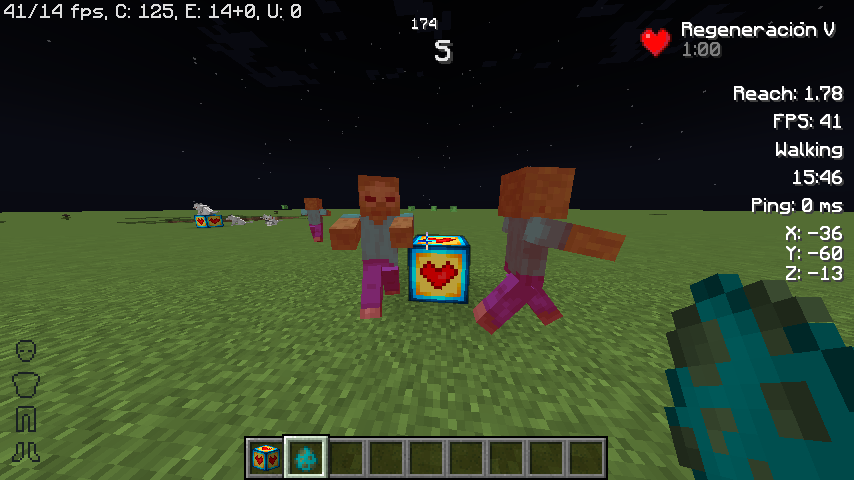 41/14 fps, C: 125, E: 14+0, U: 0
174
S
Regeneración V
1:00
Reach: 1.78
FPS: 41
Walking
15:46
Ping: 0 ms
X: -36
Y: -60
Z: -13